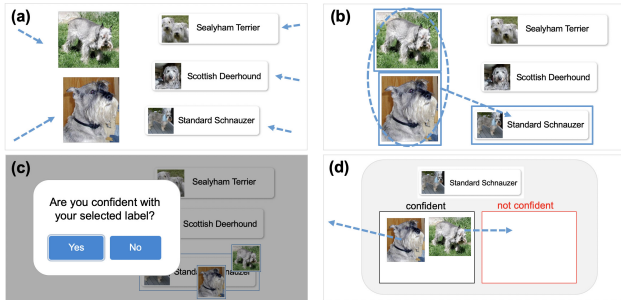 (a)
Sealyham Terrier
Scottish Deerhound
Standard Schnauzer
(b)
Sealyham Terrier
Scottish Deerhound
Standard Schnauzer
(c)
Sealyham Terrier
Scottish Deerhound
Are you confident with
your selected label?
Yes
No
Schnauzer
(d)
Standard Schnauzer
confident
not confident